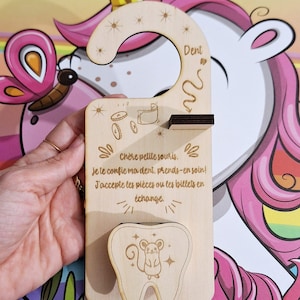 Dent
Chère petite souris,
Je te confie ma dent, prends-en soin!
J'accepte les pièces ou les billets en
échange.